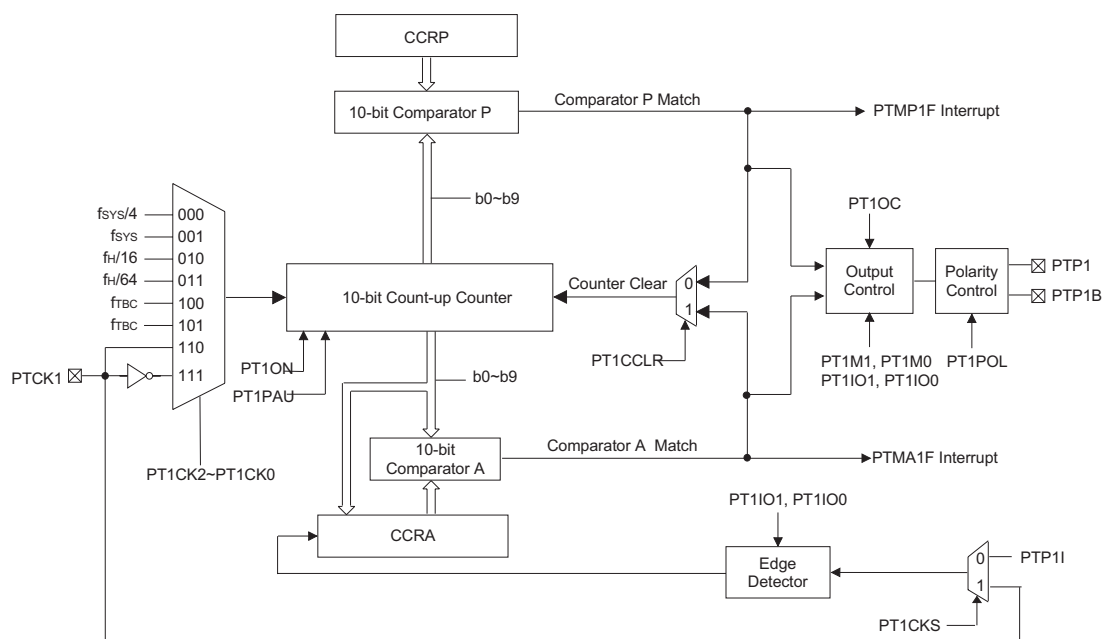 CCRP
10-bit Comparator P
Comparator P Match
PTMP1F Interrupt
b0~b9
fSYS/4
000
fSYS
001
fH/16
010
fH/64
011
fTBC
100
fTBC
101
110
111
PTCK1
PT1CK2~PT1CK0
10-bit Count-up Counter
PT1ON
PT1PAU
Counter Clear
0
1
PT1CCLR
PT1OC
Output
Control
Polarity
Control
PTP1
PTP1B
PT1M1, PT1M0
PT1IO1, PT1IO0
PT1POL
b0~b9
10-bit
Comparator A
Comparator A Match
PTMA1F Interrupt
CCRA
PT1IO1, PT1IO0
Edge
Detector
0
1
PTP1I
PT1CKS